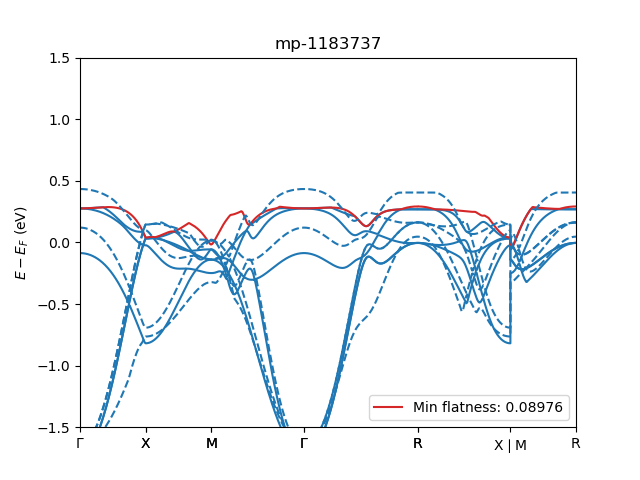 mp-1183737
E − E_F (eV)
1.5
1.0
0.5
0.0
−0.5
−1.0
−1.5
Min flatness: 0.08976
Γ X M Γ R X | M R